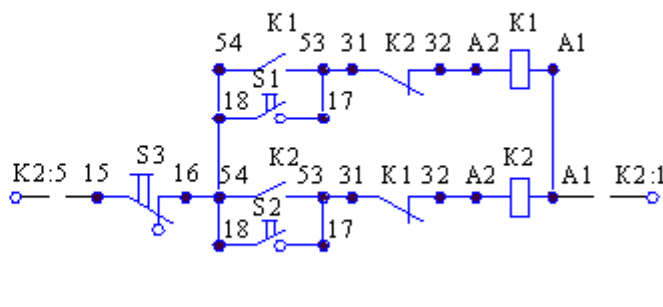 54 K1 53 31 K2 32 A2 K1 A1
18 S1 17
K2:5 15 S3 16 54 K2 53 31 K1 32 A2 K2 A1 K2:1
18 S2 17